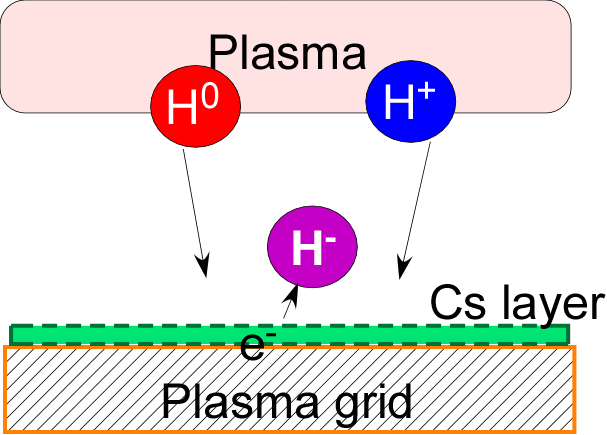 Plasma
H⁰
H⁺
H⁻
Cs layer
e⁻
Plasma grid